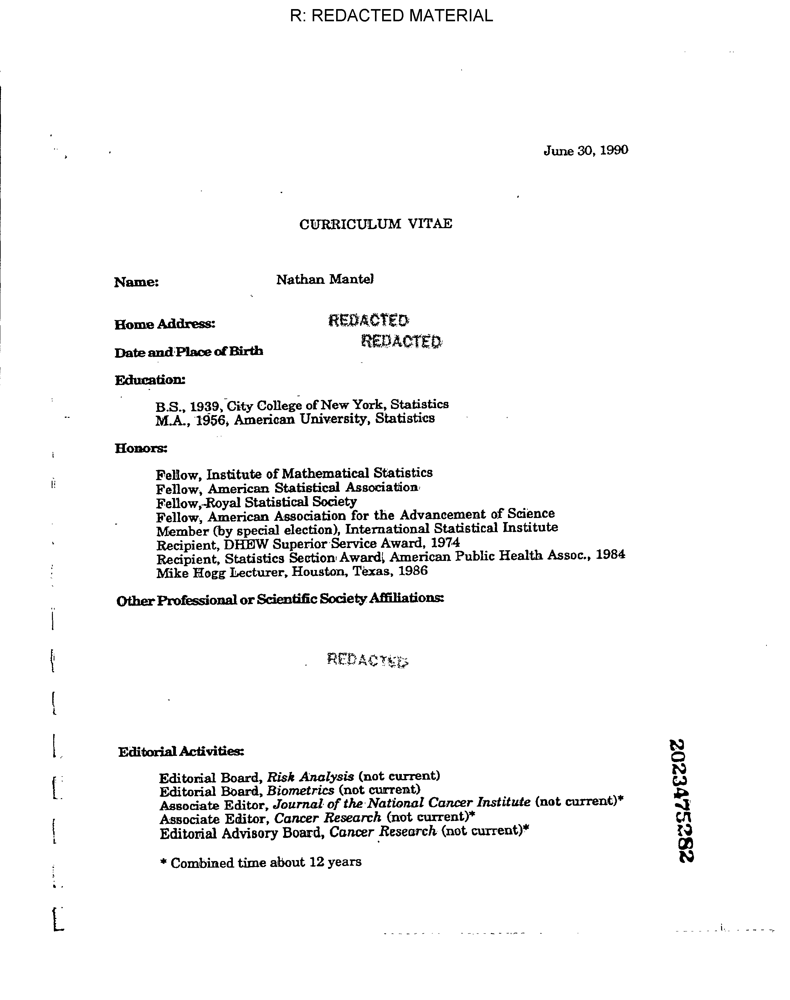 R: REDACTED MATERIAL
June 30, 1990
CURRICULUM VITAE
Name: Nathan Mantel
Home Address: REDACTED
REDACTED
Date and Place of Birth
Education:
B.S., 1939, City College of New York, Statistics
M.A., 1956, American University, Statistics
Honors:
Fellow, Institute of Mathematical Statistics
Fellow, American Statistical Association
Fellow, Royal Statistical Society
Fellow, American Association for the Advancement of Science
Member (by special election), International Statistical Institute
Recipient, DHEW Superior Service Award, 1974
Recipient, Statistics Section Award, American Public Health Assoc., 1984
Mike Hogg Lecturer, Houston, Texas, 1986
Other Professional or Scientific Society Affiliations:
REDACTED
Editorial Activities:
Editorial Board, Risk Analysis (not current)
Editorial Board, Biometrics (not current)
Associate Editor, Journal of the National Cancer Institute (not current)*
Associate Editor, Cancer Research (not current)*
Editorial Advisory Board, Cancer Research (not current)*
* Combined time about 12 years
2023475282